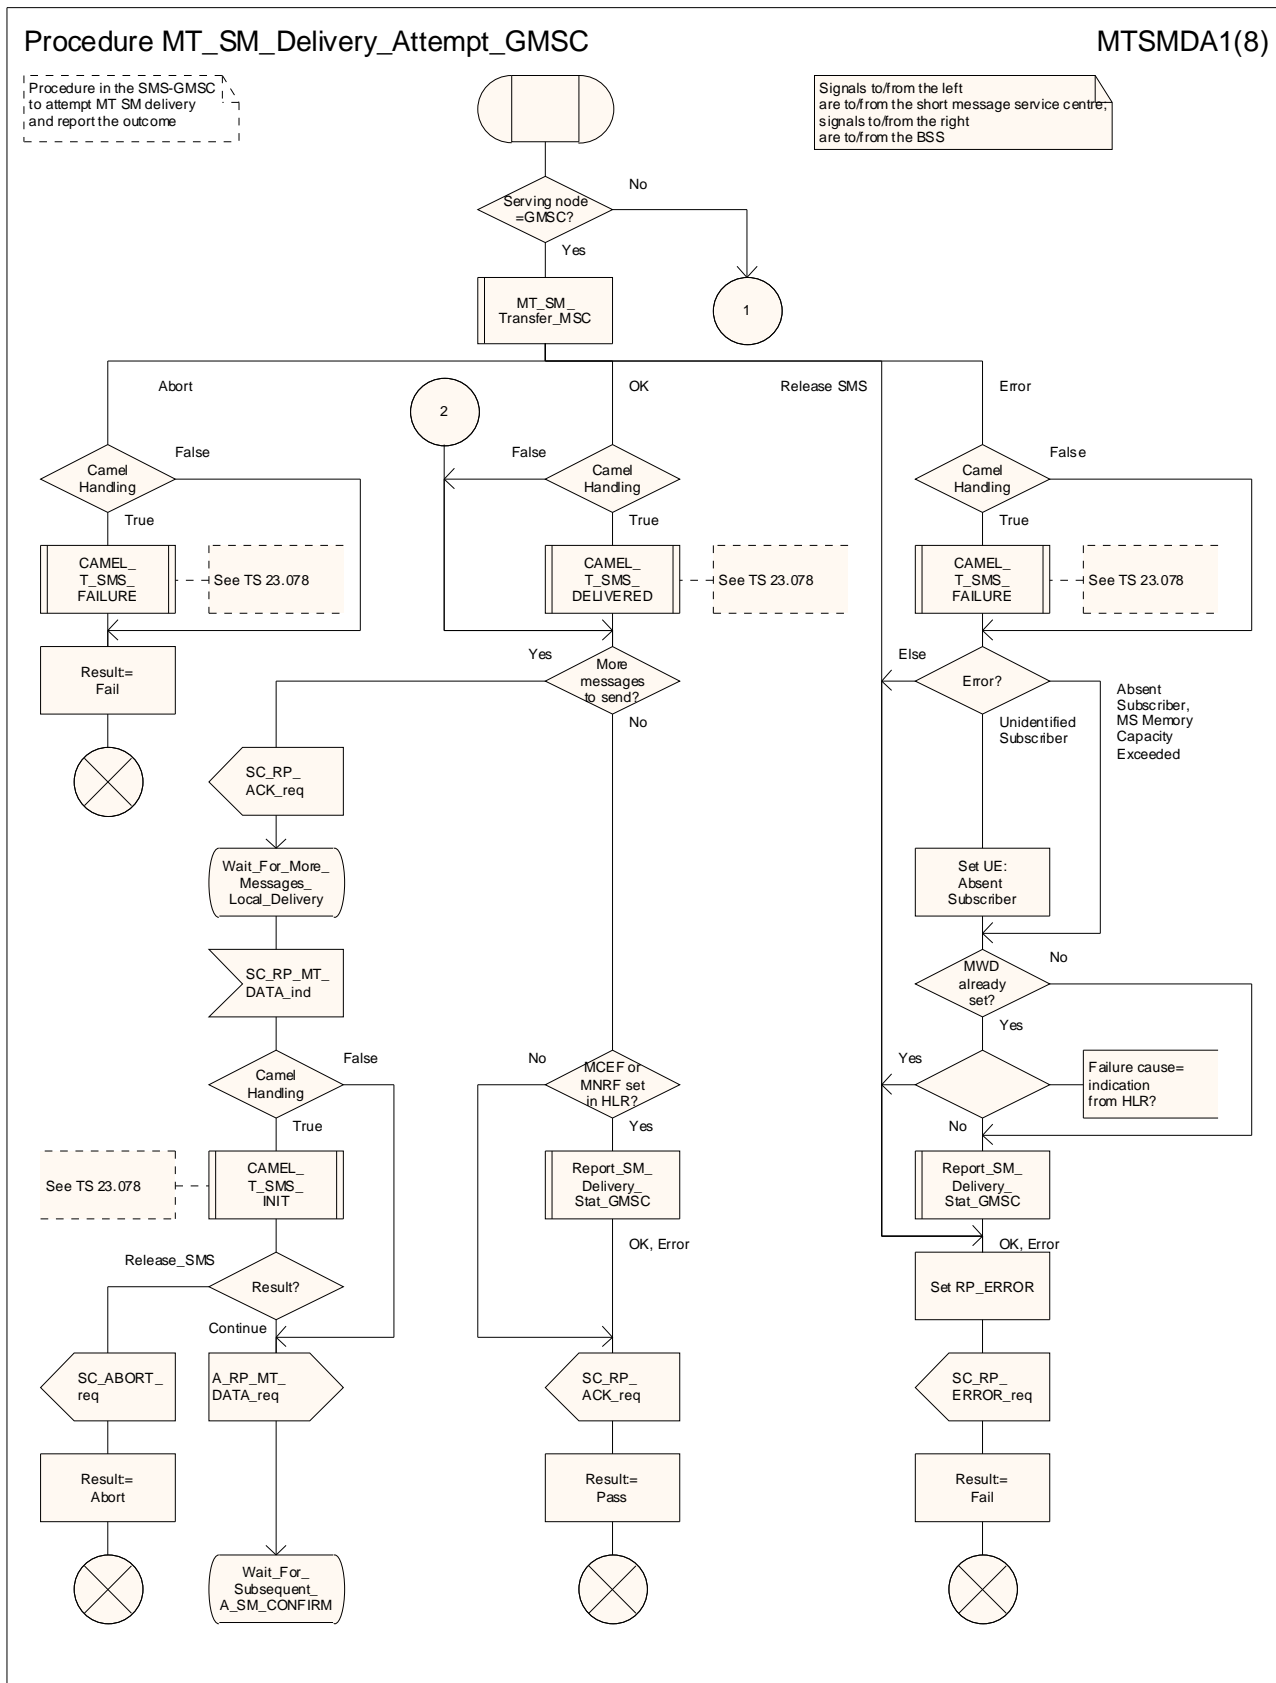 Procedure MT_SM_Delivery_Attempt_GMSC
MTSMDA1(8)
Procedure in the SMS-GMSC
to attempt MT SM delivery
and report the outcome
Signals to/from the left
are to/from the short message service centre;
signals to/from the right
are to/from the BSS
No
Serving node
=GMSC?
Yes
MT_SM_
Transfer_MSC
1
Abort
OK
Release SMS
Error
2
False
Camel
Handling
True
CAMEL_
T_SMS_
FAILURE
See TS 23.078
Result:=
Fail
False
Camel
Handling
True
CAMEL_
T_SMS_
DELIVERED
See TS 23.078
Yes
More
messages
to send?
No
False
Camel
Handling
True
CAMEL_
T_SMS_
FAILURE
See TS 23.078
Else
Error?
Unidentified
Subscriber
Absent
Subscriber,
MS Memory
Capacity
Exceeded
SC_RP_
ACK_req
Wait_For_More_
Messages_
Local_Delivery
SC_RP_MT_
DATA_ind
False
Camel
Handling
True
CAMEL_
T_SMS_
INIT
See TS 23.078
Release_SMS
Result?
Continue
SC_ABORT_
req
A_RP_MT_
DATA_req
Result:=
Abort
Wait_For_
Subsequent_
A_SM_CONFIRM
No
MCEF or
MNRF set
in HLR?
Yes
Report_SM_
Delivery_
Stat_GMSC
OK, Error
SC_RP_
ACK_req
Result:=
Pass
Set UE:
Absent
Subscriber
No
MWD
already
set?
Yes
Yes
Failure cause=
indication
from HLR?
No
Report_SM_
Delivery_
Stat_GMSC
OK, Error
Set RP_ERROR
SC_RP_
ERROR_req
Result:=
Fail